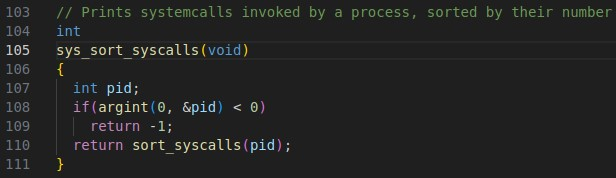 103 // Prints systemcalls invoked by a process, sorted by their number
104 int
105 sys_sort_syscalls(void)
106 {
107   int pid;
108   if(argint(0, &pid) < 0)
109     return -1;
110   return sort_syscalls(pid);
111 }